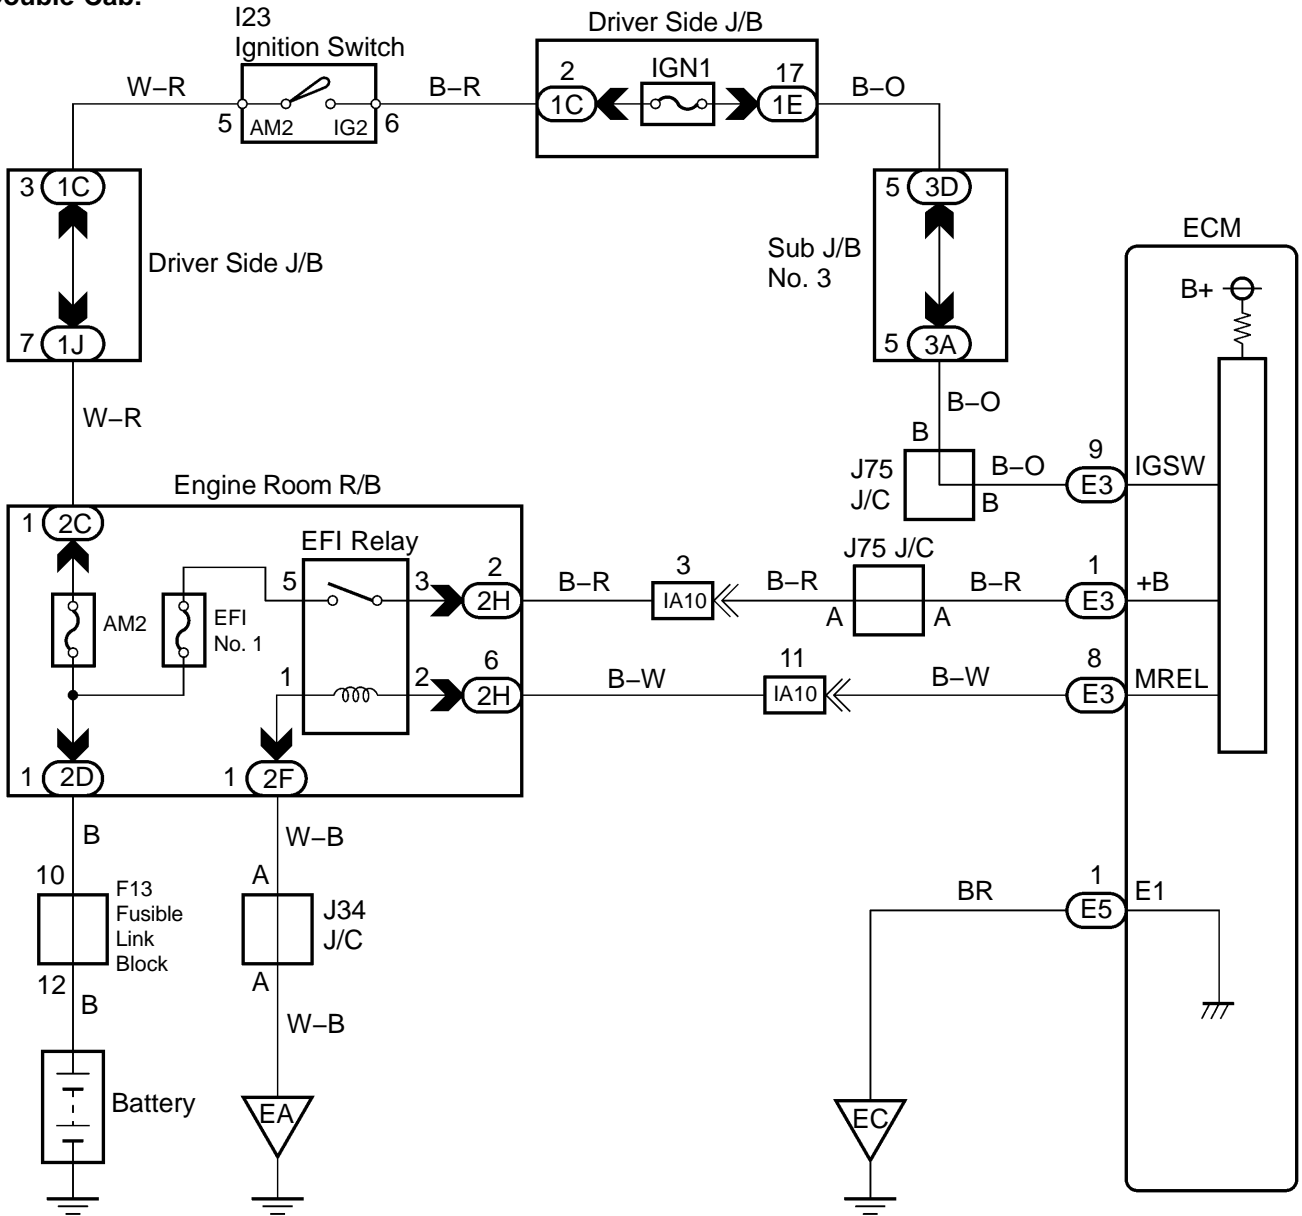 Double Cab:
I23
Ignition Switch
Driver Side J/B
W–R
B–R
2
IGN1
17
B–O
1C
1E
5
AM2
IG2
6
3
1C
Driver Side J/B
7
1J
5
3D
Sub J/B
No. 3
5
3A
ECM
B+
W–R
B–O
B
J75
J/C
B–O
B
9
E3
IGSW
Engine Room R/B
1
2C
EFI Relay
5
3
2
2H
B–R
3
IA10
B–R
J75 J/C
A
A
B–R
1
E3
+B
AM2
EFI
No. 1
1
2
6
2H
B–W
11
IA10
B–W
8
E3
MREL
1
2D
1
2F
B
W–B
10
F13
Fusible
Link
Block
12
B
A
J34
J/C
A
W–B
BR
1
E5
E1
Battery
EA
EC